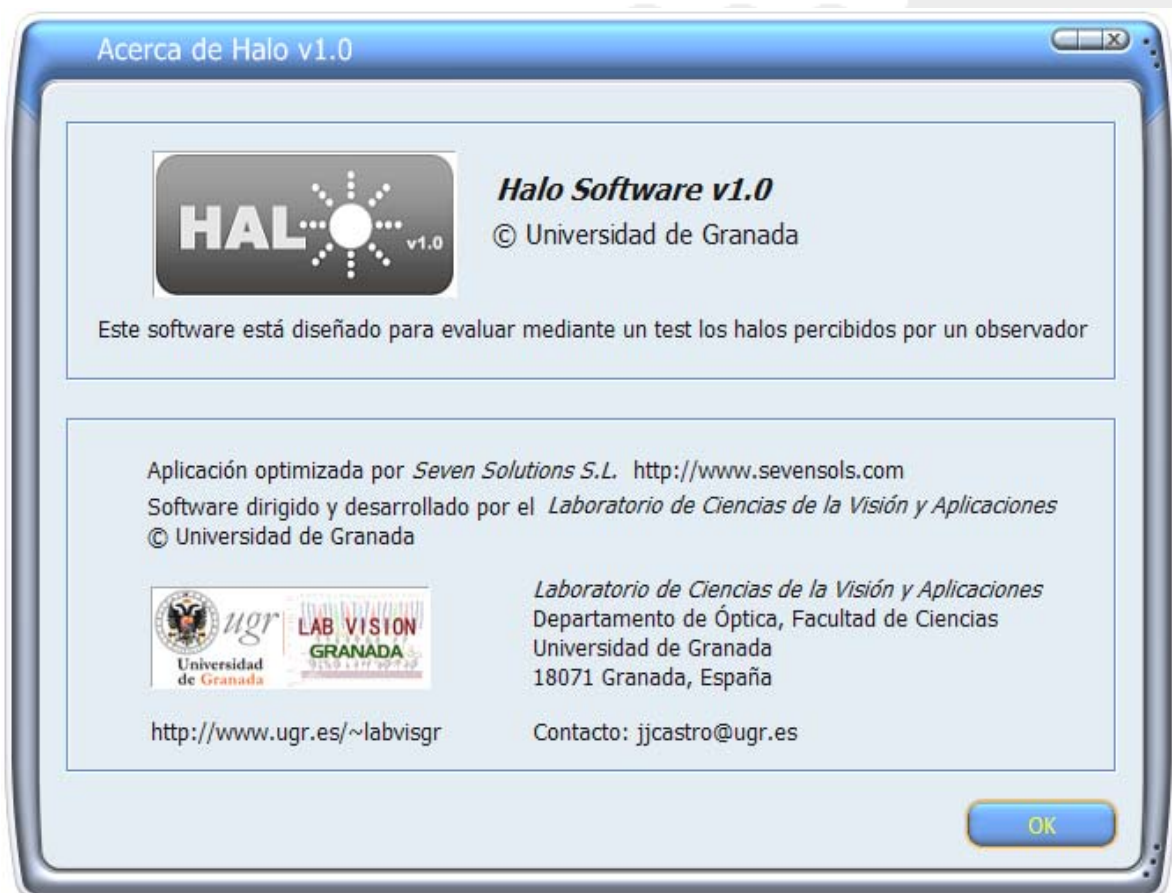 Acerca de Halo v1.0
HALO v1.0
Halo Software v1.0
© Universidad de Granada
Este software está diseñado para evaluar mediante un test los halos percibidos por un observador
Aplicación optimizada por Seven Solutions S.L. http://www.sevensols.com
Software dirigido y desarrollado por el Laboratorio de Ciencias de la Visión y Aplicaciones
© Universidad de Granada
ugr
Universidad
de Granada
LAB VISION
GRANADA
Laboratorio de Ciencias de la Visión y Aplicaciones
Departamento de Óptica, Facultad de Ciencias
Universidad de Granada
18071 Granada, España
http://www.ugr.es/~labvisgr
Contacto: jjcastro@ugr.es
OK